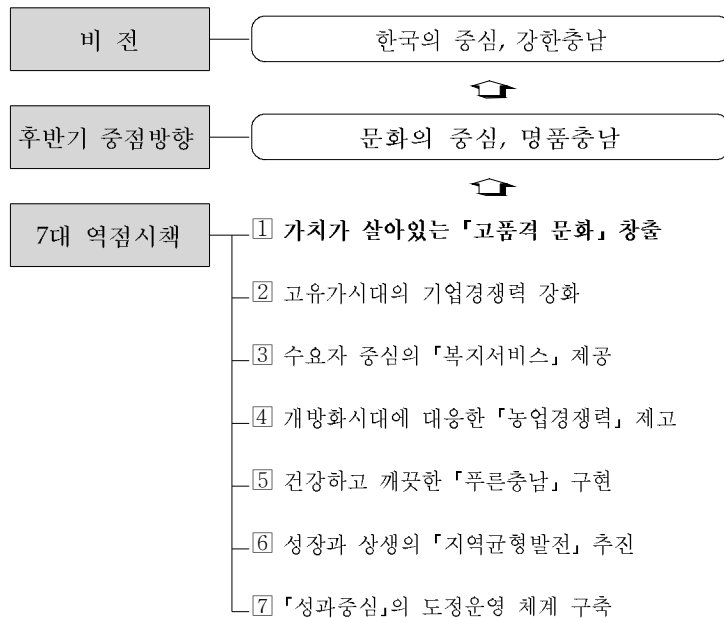 비 전
한국의 중심, 강한충남
후반기 중점방향
문화의 중심, 명품충남
7대 역점시책
1 가치가 살아있는 「고품격 문화」 창출
2 고유가시대의 기업경쟁력 강화
3 수요자 중심의 「복지서비스」 제공
4 개방화시대에 대응한 「농업경쟁력」 제고
5 건강하고 깨끗한 「푸른충남」 구현
6 성장과 상생의 「지역균형발전」 추진
7 「성과중심」의 도정운영 체계 구축